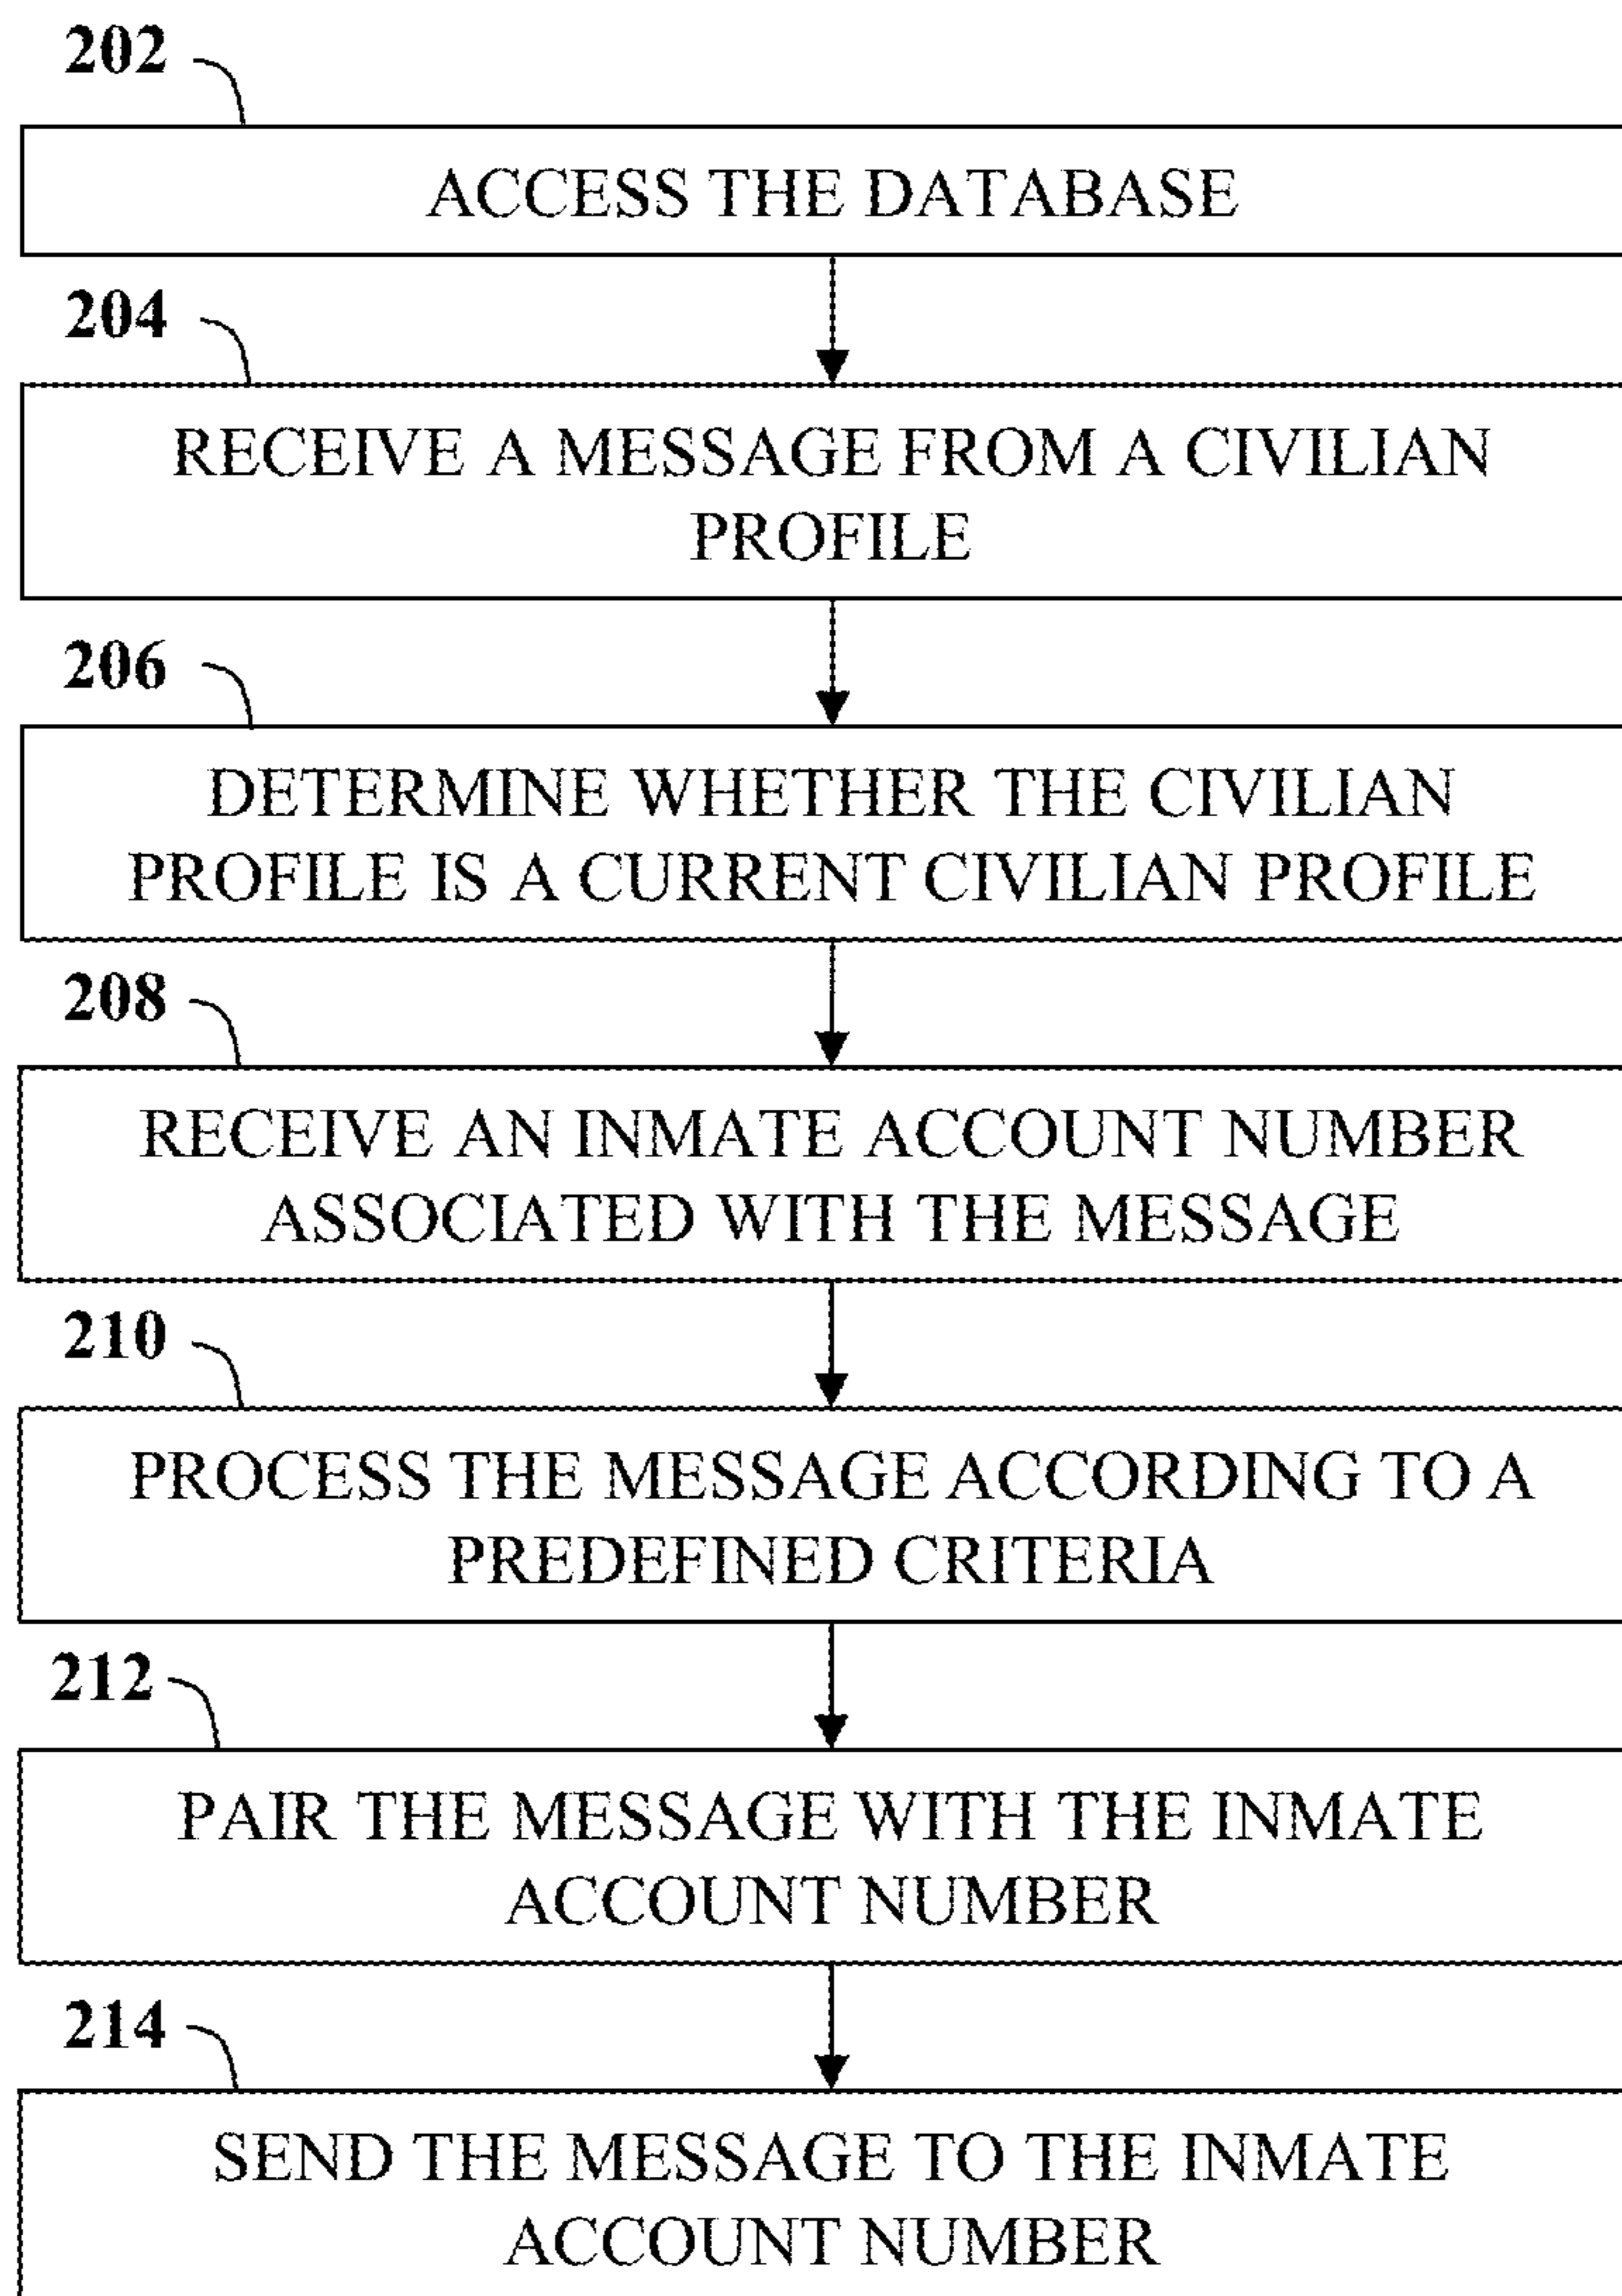 202
ACCESS THE DATABASE
204
RECEIVE A MESSAGE FROM A CIVILIAN
PROFILE
206
DETERMINE WHETHER THE CIVILIAN
PROFILE IS A CURRENT CIVILIAN PROFILE
208
RECEIVE AN INMATE ACCOUNT NUMBER
ASSOCIATED WITH THE MESSAGE
210
PROCESS THE MESSAGE ACCORDING TO A
PREDEFINED CRITERIA
212
PAIR THE MESSAGE WITH THE INMATE
ACCOUNT NUMBER
214
SEND THE MESSAGE TO THE INMATE
ACCOUNT NUMBER